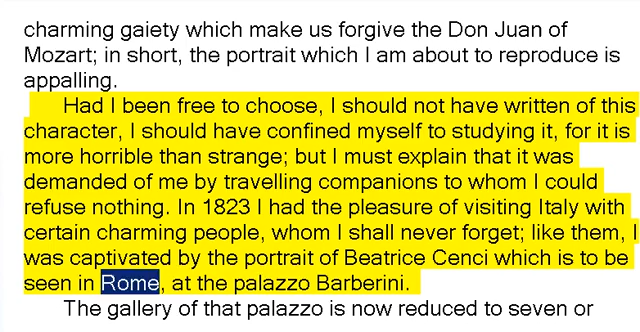 charming gaiety which make us forgive the Don Juan of
Mozart; in short, the portrait which I am about to reproduce is
appalling.
Had I been free to choose, I should not have written of this
character, I should have confined myself to studying it, for it is
more horrible than strange; but I must explain that it was
demanded of me by travelling companions to whom I could
refuse nothing. In 1823 I had the pleasure of visiting Italy with
certain charming people, whom I shall never forget; like them, I
was captivated by the portrait of Beatrice Cenci which is to be
seen in Rome, at the palazzo Barberini.
The gallery of that palazzo is now reduced to seven or